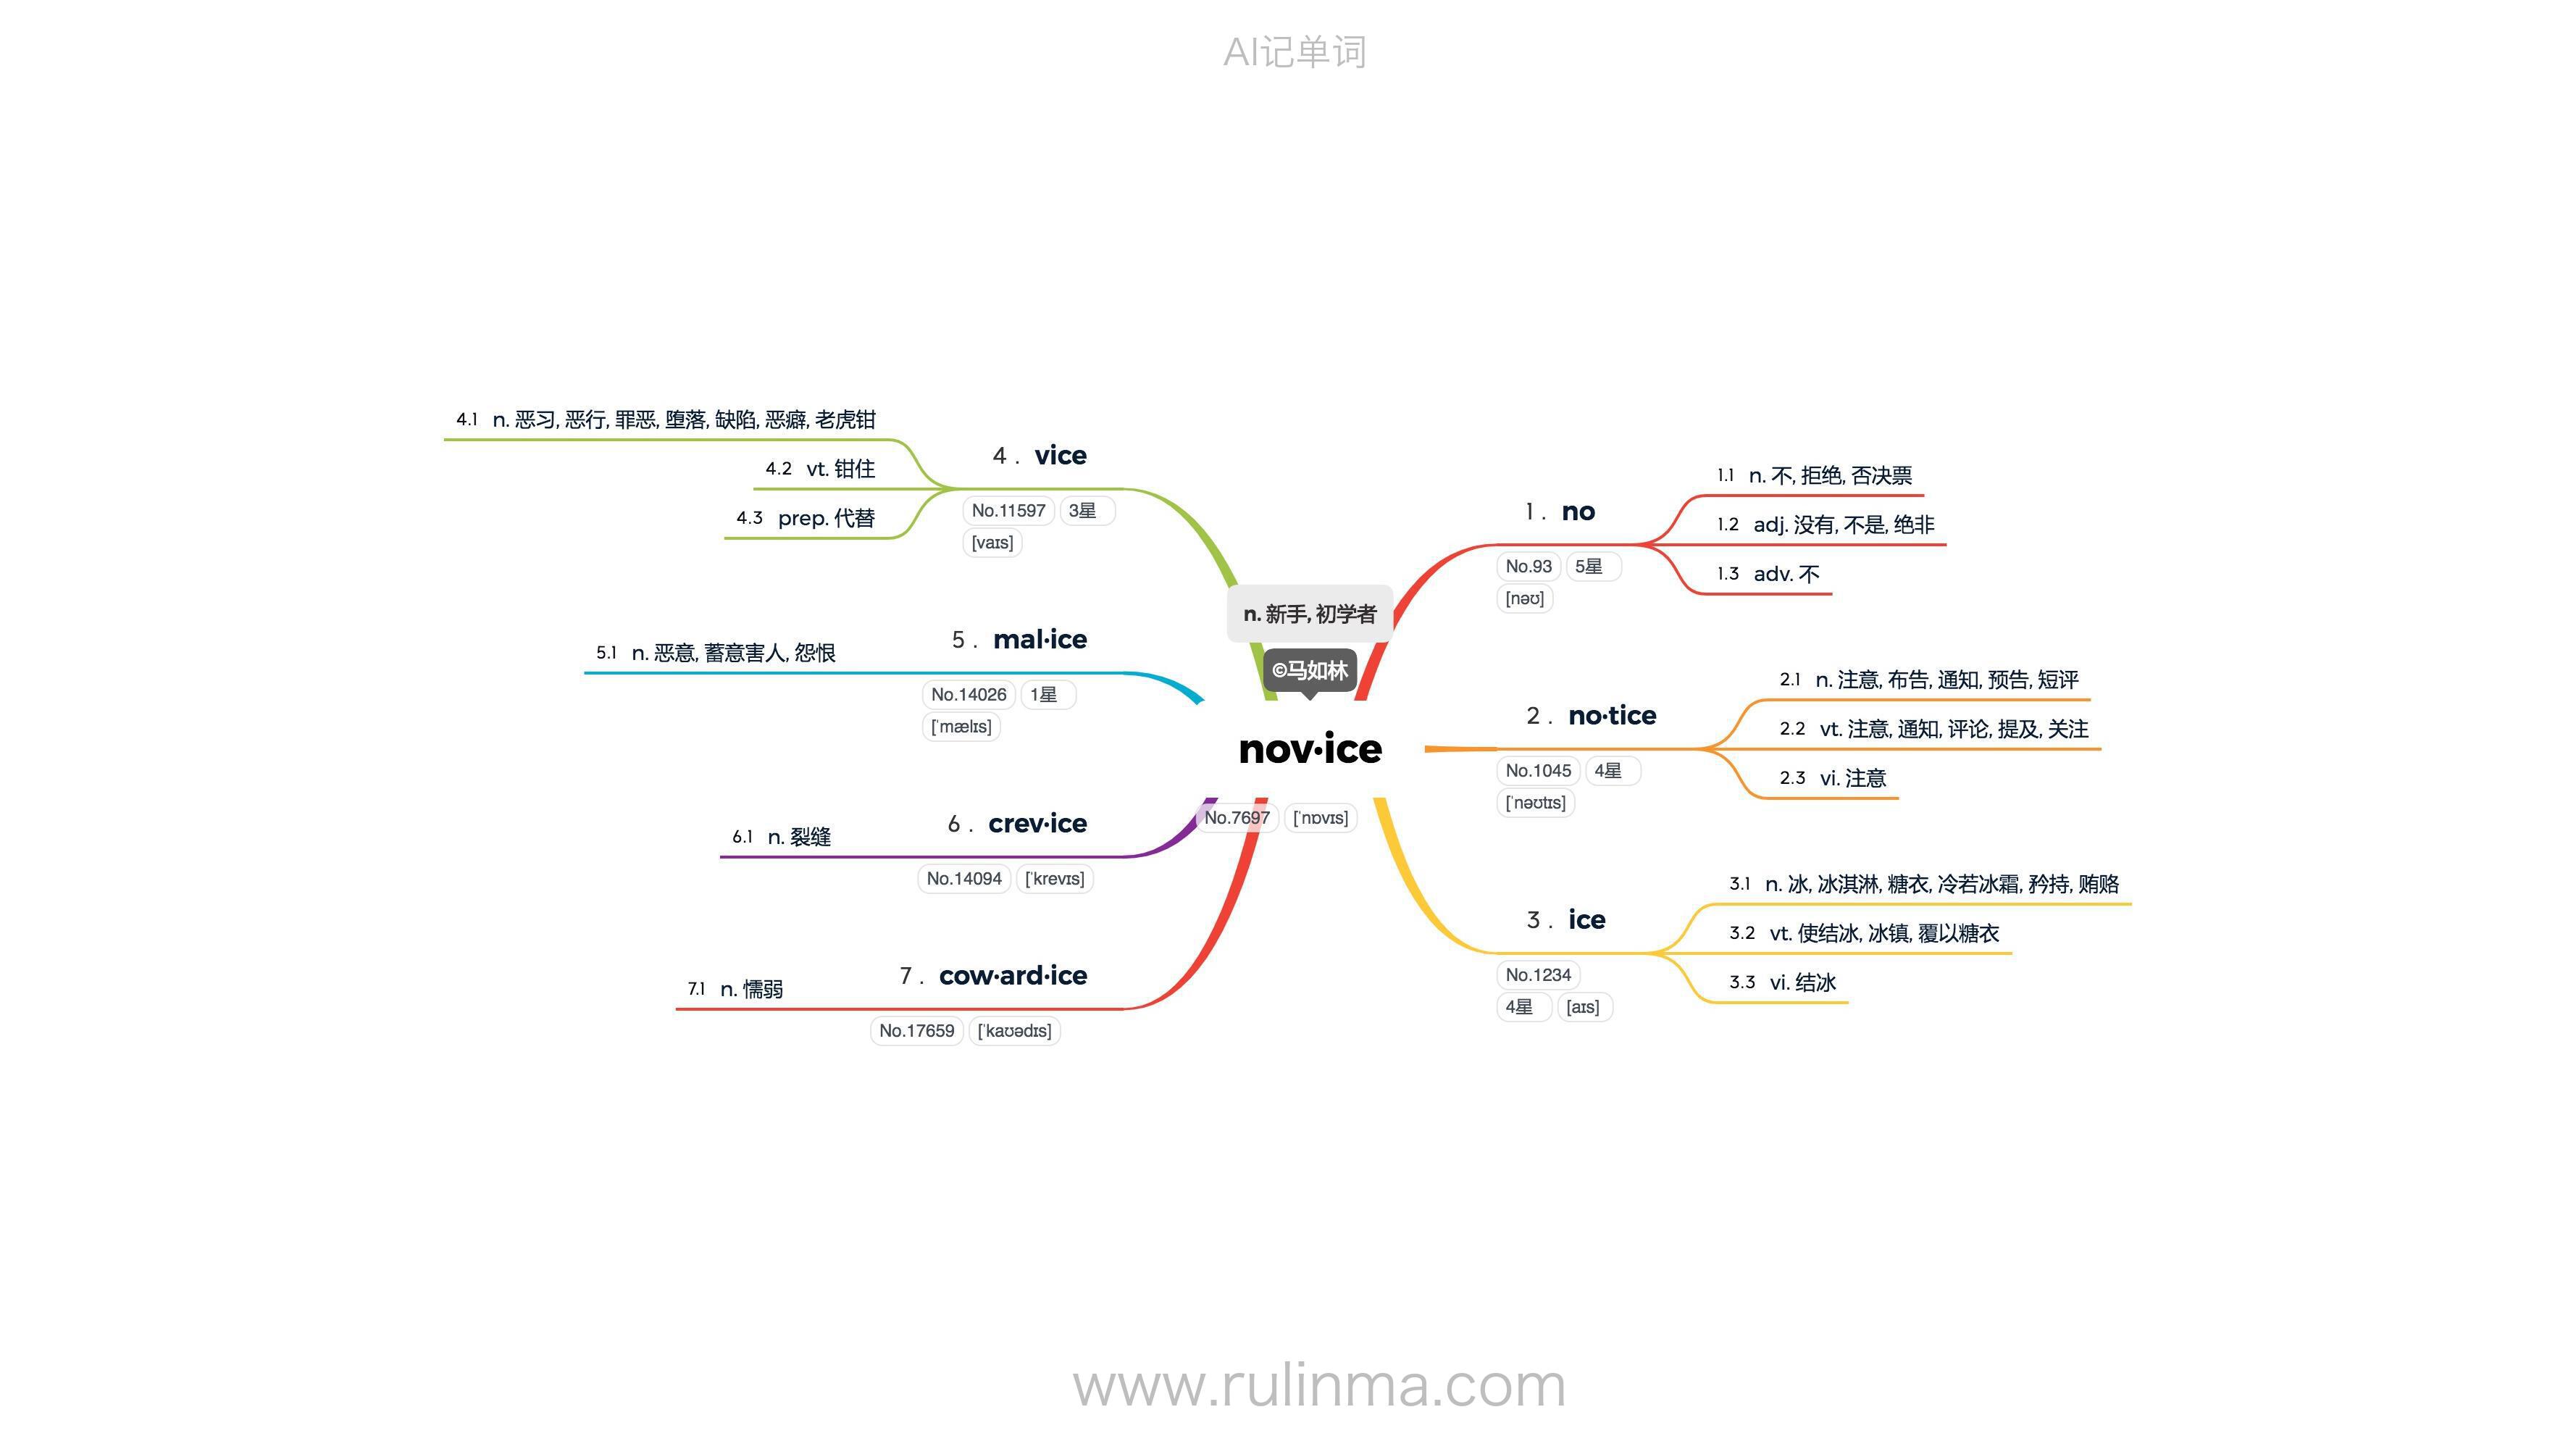 AI记单词
n. 新手, 初学者
©马如林
nov·ice
No.7697 [ˈnɒvɪs]
1. no
No.93 5星
[nəʊ]
1.1 n. 不, 拒绝, 否决票
1.2 adj. 没有, 不是, 绝非
1.3 adv. 不
2. no·tice
No.1045 4星
[ˈnəʊtɪs]
2.1 n. 注意, 布告, 通知, 预告, 短评
2.2 vt. 注意, 通知, 评论, 提及, 关注
2.3 vi. 注意
3. ice
No.1234
4星 [aɪs]
3.1 n. 冰, 冰淇淋, 糖衣, 冷若冰霜, 矜持, 贿赂
3.2 vt. 使结冰, 冰镇, 覆以糖衣
3.3 vi. 结冰
4. vice
No.11597 3星
[vaɪs]
4.1 n. 恶习, 恶行, 罪恶, 堕落, 缺陷, 恶癖, 老虎钳
4.2 vt. 钳住
4.3 prep. 代替
5. mal·ice
No.14026 1星
[ˈmælɪs]
5.1 n. 恶意, 蓄意害人, 怨恨
6. crev·ice
No.14094 [ˈkrevɪs]
6.1 n. 裂缝
7. cow·ard·ice
No.17659 [ˈkaʊədɪs]
7.1 n. 懦弱
www.rulinma.com